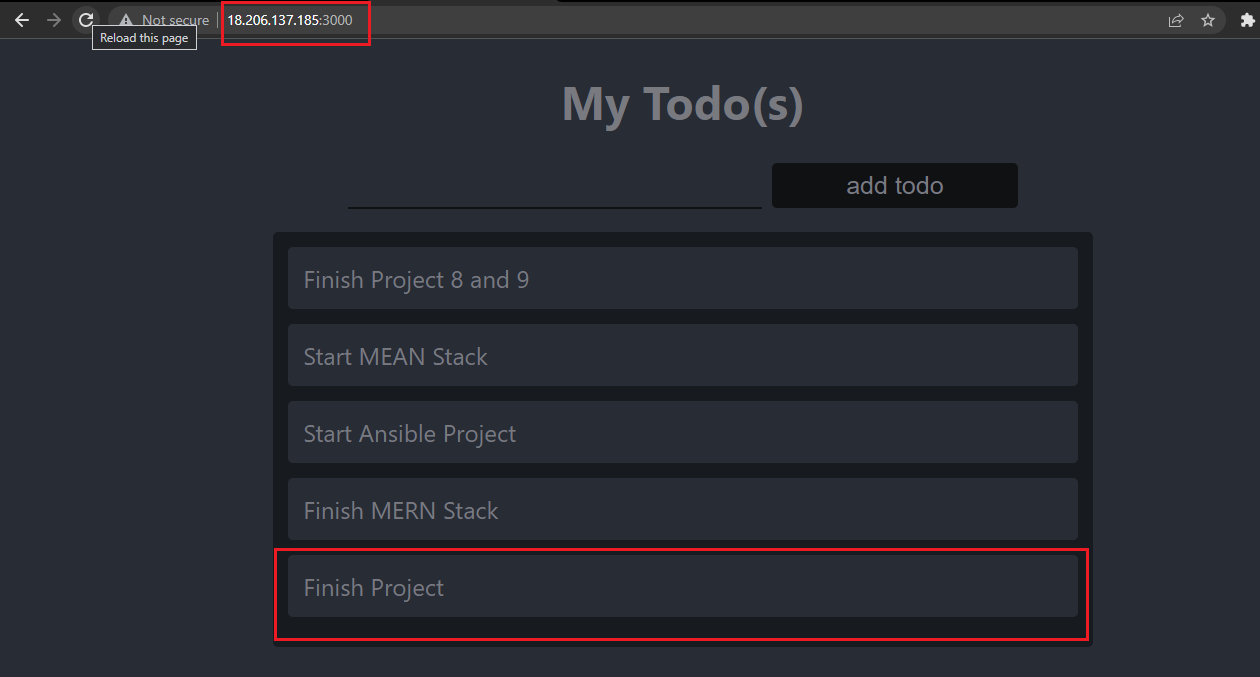 Not secure | 18.206.137.185:3000
Reload this page
My Todo(s)
add todo
Finish Project 8 and 9
Start MEAN Stack
Start Ansible Project
Finish MERN Stack
Finish Project